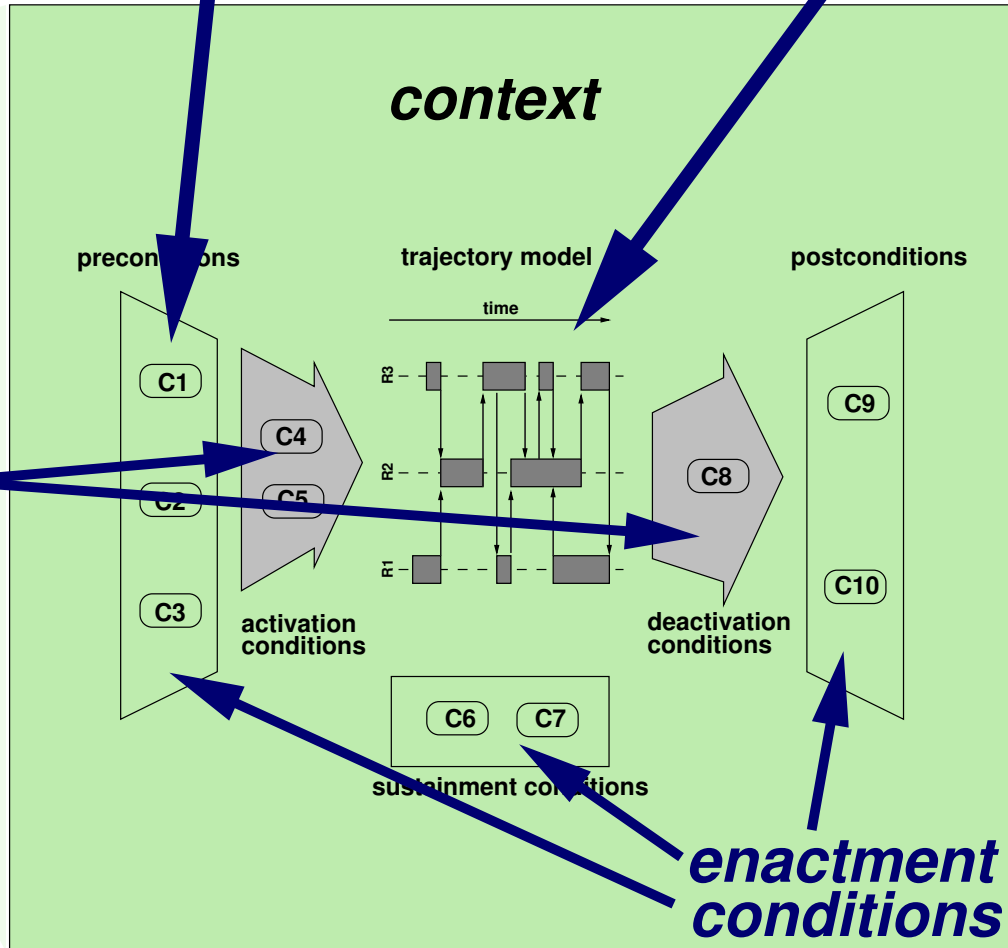 context
preconditions
trajectory model
postconditions
time
C1
C2
C3
C4
C5
activation
conditions
R3
R2
R1
C8
deactivation
conditions
C9
C10
C6 C7
sustainment conditions
enactment
conditions